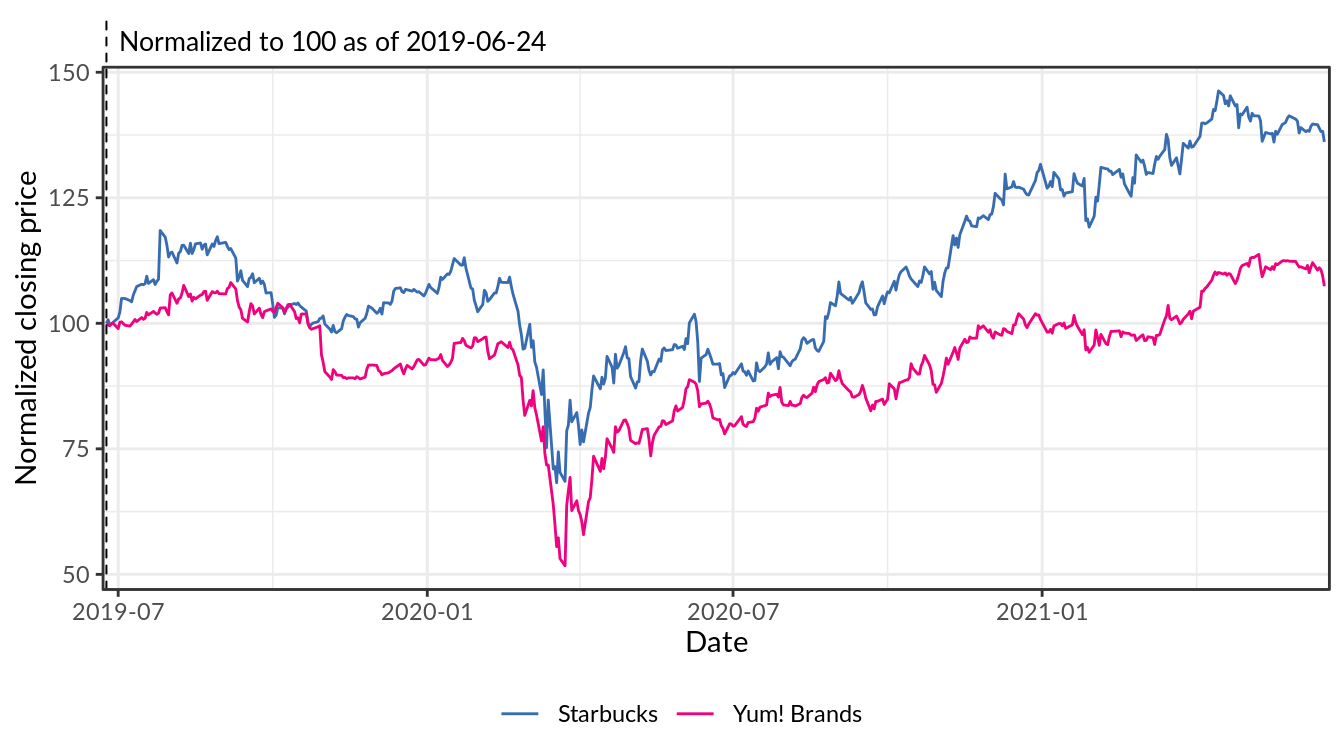 Normalized to 100 as of 2019-06-24
Normalized closing price
150
125
100
75
50
2019-07
2020-01
2020-07
2021-01
Date
Starbucks
Yum! Brands